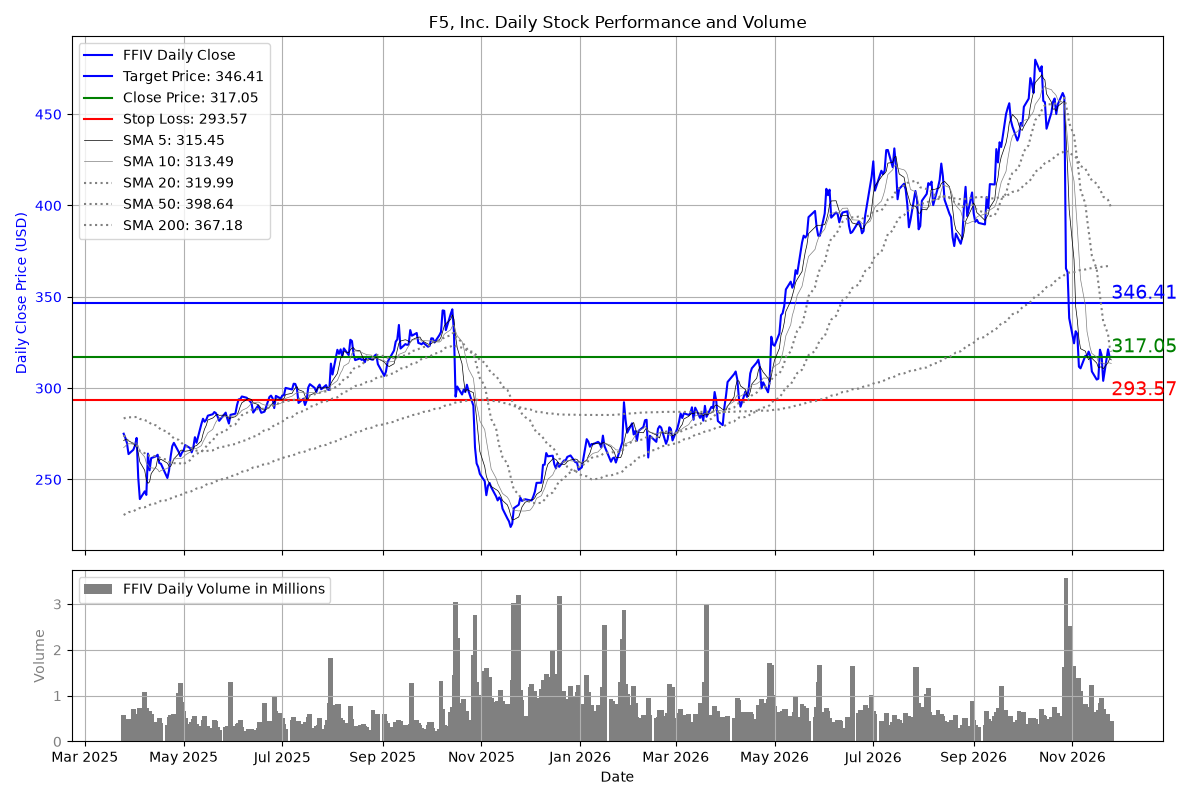 F5, Inc. Daily Stock Performance and Volume
FFIV Daily Close
Target Price: 346.41
Close Price: 317.05
Stop Loss: 293.57
SMA 5: 315.45
SMA 10: 313.49
SMA 20: 319.99
SMA 50: 398.64
SMA 200: 367.18
Daily Close Price (USD)
450
400
350
300
250
346.41
317.05
293.57
FFIV Daily Volume in Millions
Volume
3
2
1
0
Mar 2025 May 2025 Jul 2025 Sep 2025 Nov 2025 Jan 2026 Mar 2026 May 2026 Jul 2026 Sep 2026 Nov 2026
Date